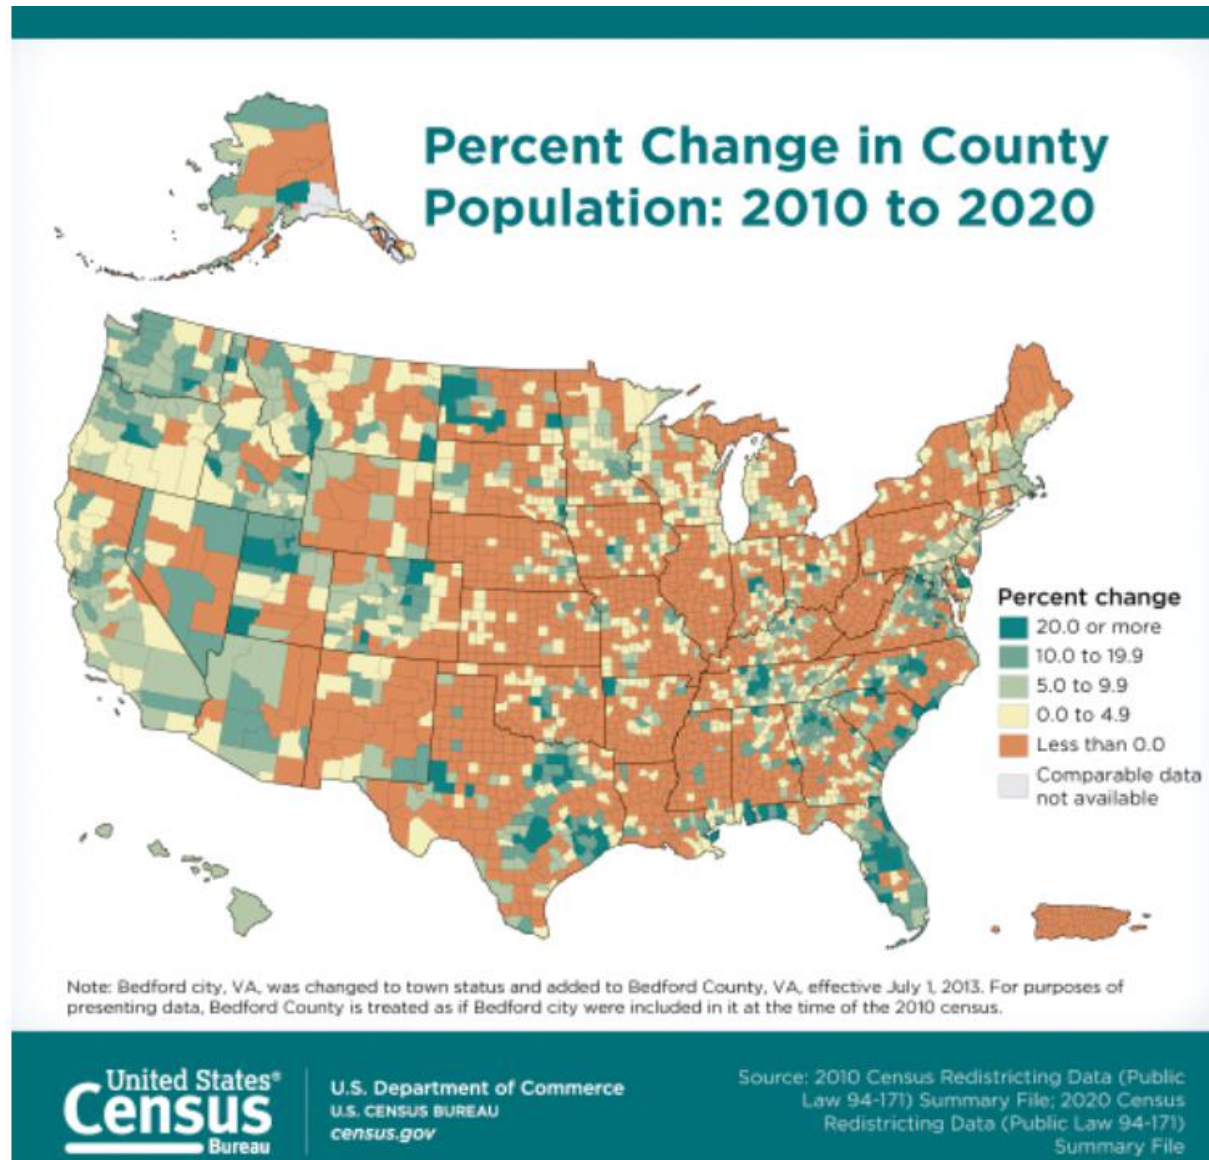 Percent Change in County
Population: 2010 to 2020
Percent change
20.0 or more
10.0 to 19.9
5.0 to 9.9
0.0 to 4.9
Less than 0.0
Comparable data
not available
Note: Bedford city, VA, was changed to town status and added to Bedford County, VA, effective July 1, 2013. For purposes of
presenting data, Bedford County is treated as if Bedford city were included in it at the time of the 2010 census.
United States®
Census
Bureau
U.S. Department of Commerce
U.S. CENSUS BUREAU
census.gov
Source: 2010 Census Redistricting Data (Public
Law 94-171) Summary File; 2020 Census
Redistricting Data (Public Law 94-171)
Summary File